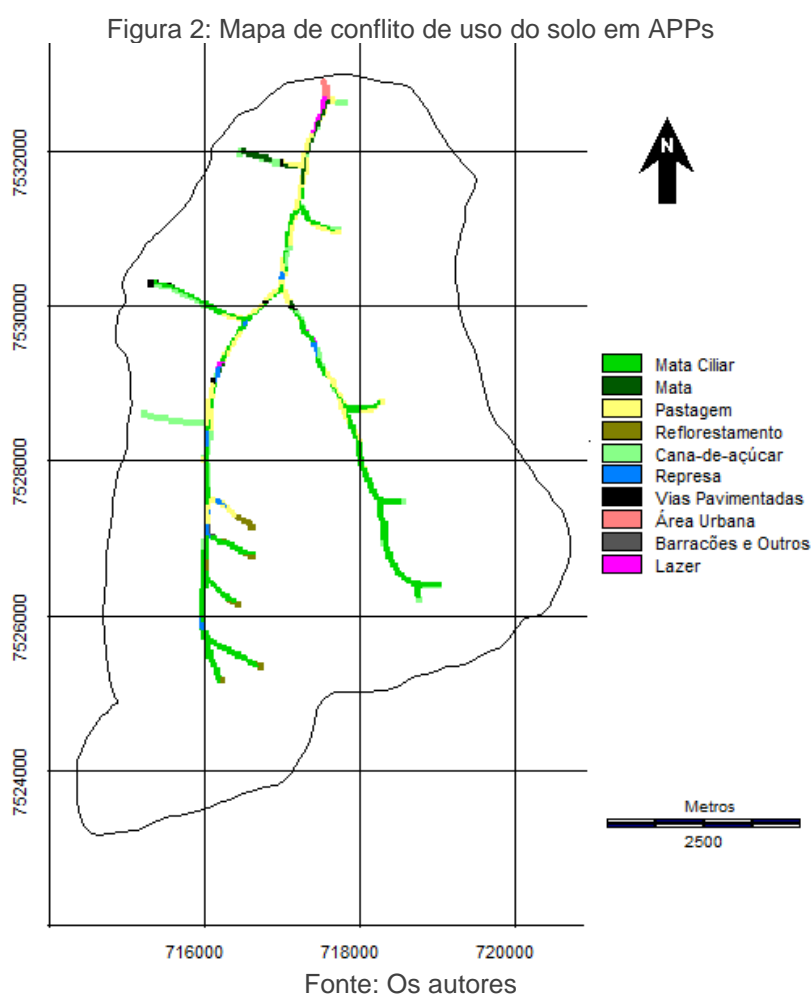 Figura 2: Mapa de conflito de uso do solo em APPs
N
7532000
7530000
7528000
7526000
7524000
716000
718000
720000
Mata Ciliar
Mata
Pastagem
Reflorestamento
Cana-de-açúcar
Represa
Vias Pavimentadas
Área Urbana
Barracões e Outros
Lazer
Metros
2500
Fonte: Os autores